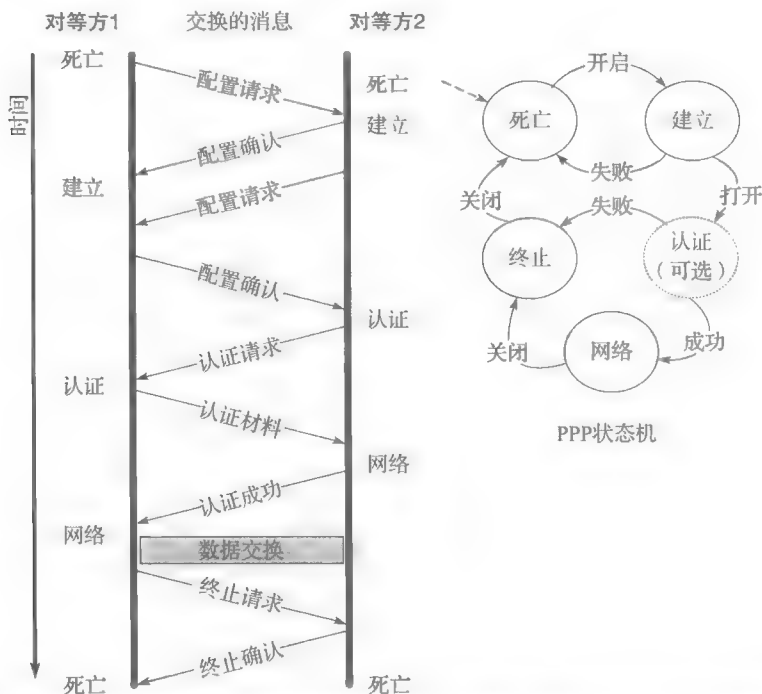 对等方1 交换的消息 对等方2
时间
死亡
配置请求
死亡
建立
配置确认
建立
配置请求
配置确认
认证
认证请求
认证
认证材料
网络
认证成功
网络
数据交换
终止请求
终止确认
死亡
死亡
开启
死亡
建立
失败
关闭
失败
打开
终止
认证
(可选)
关闭
网络
成功
PPP状态机